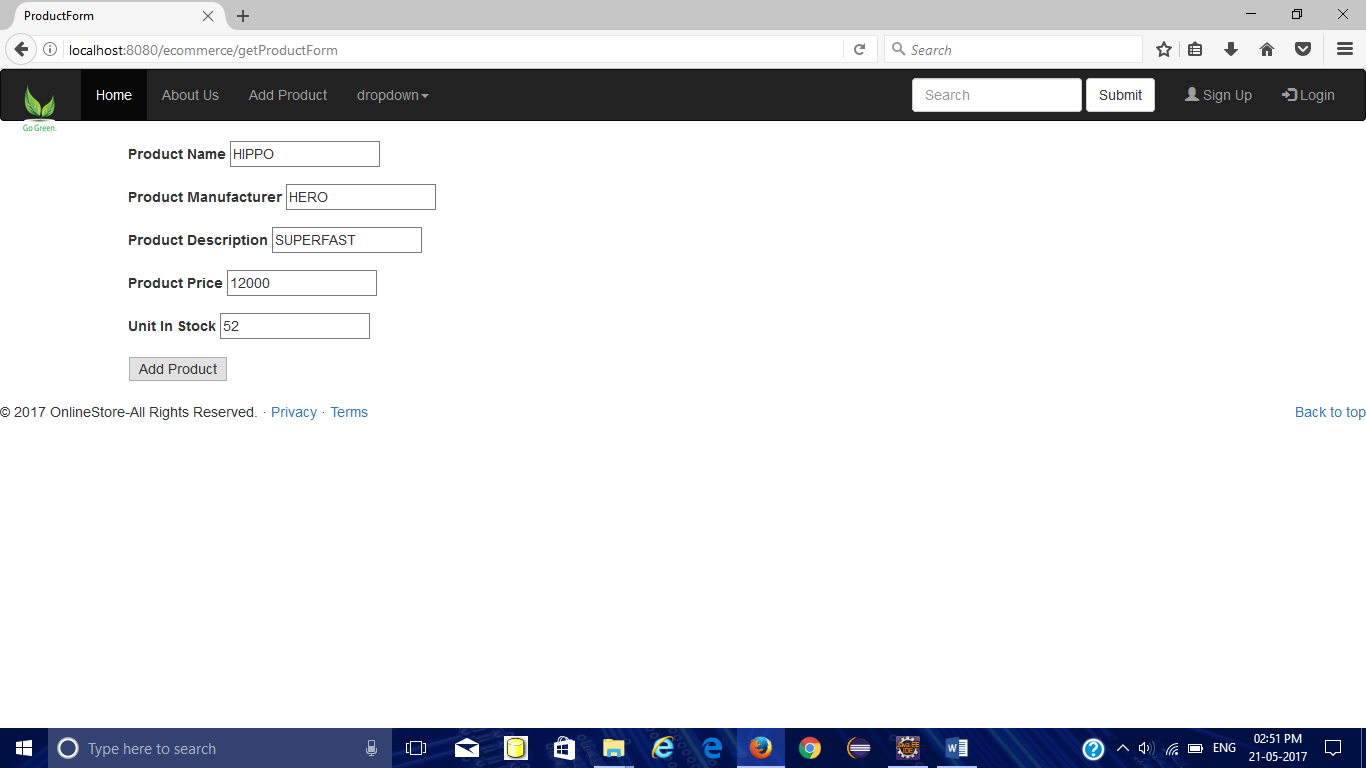 ProductForm
localhost:8080/ecommerce/getProductForm
Search
Go Green.
Home About Us Add Product dropdown Search Submit Sign Up Login
Product Name HIPPO
Product Manufacturer HERO
Product Description SUPERFAST
Product Price 12000
Unit In Stock 52
Add Product
© 2017 OnlineStore-All Rights Reserved. · Privacy · Terms Back to top
Type here to search
ENG
02:51 PM
21-05-2017